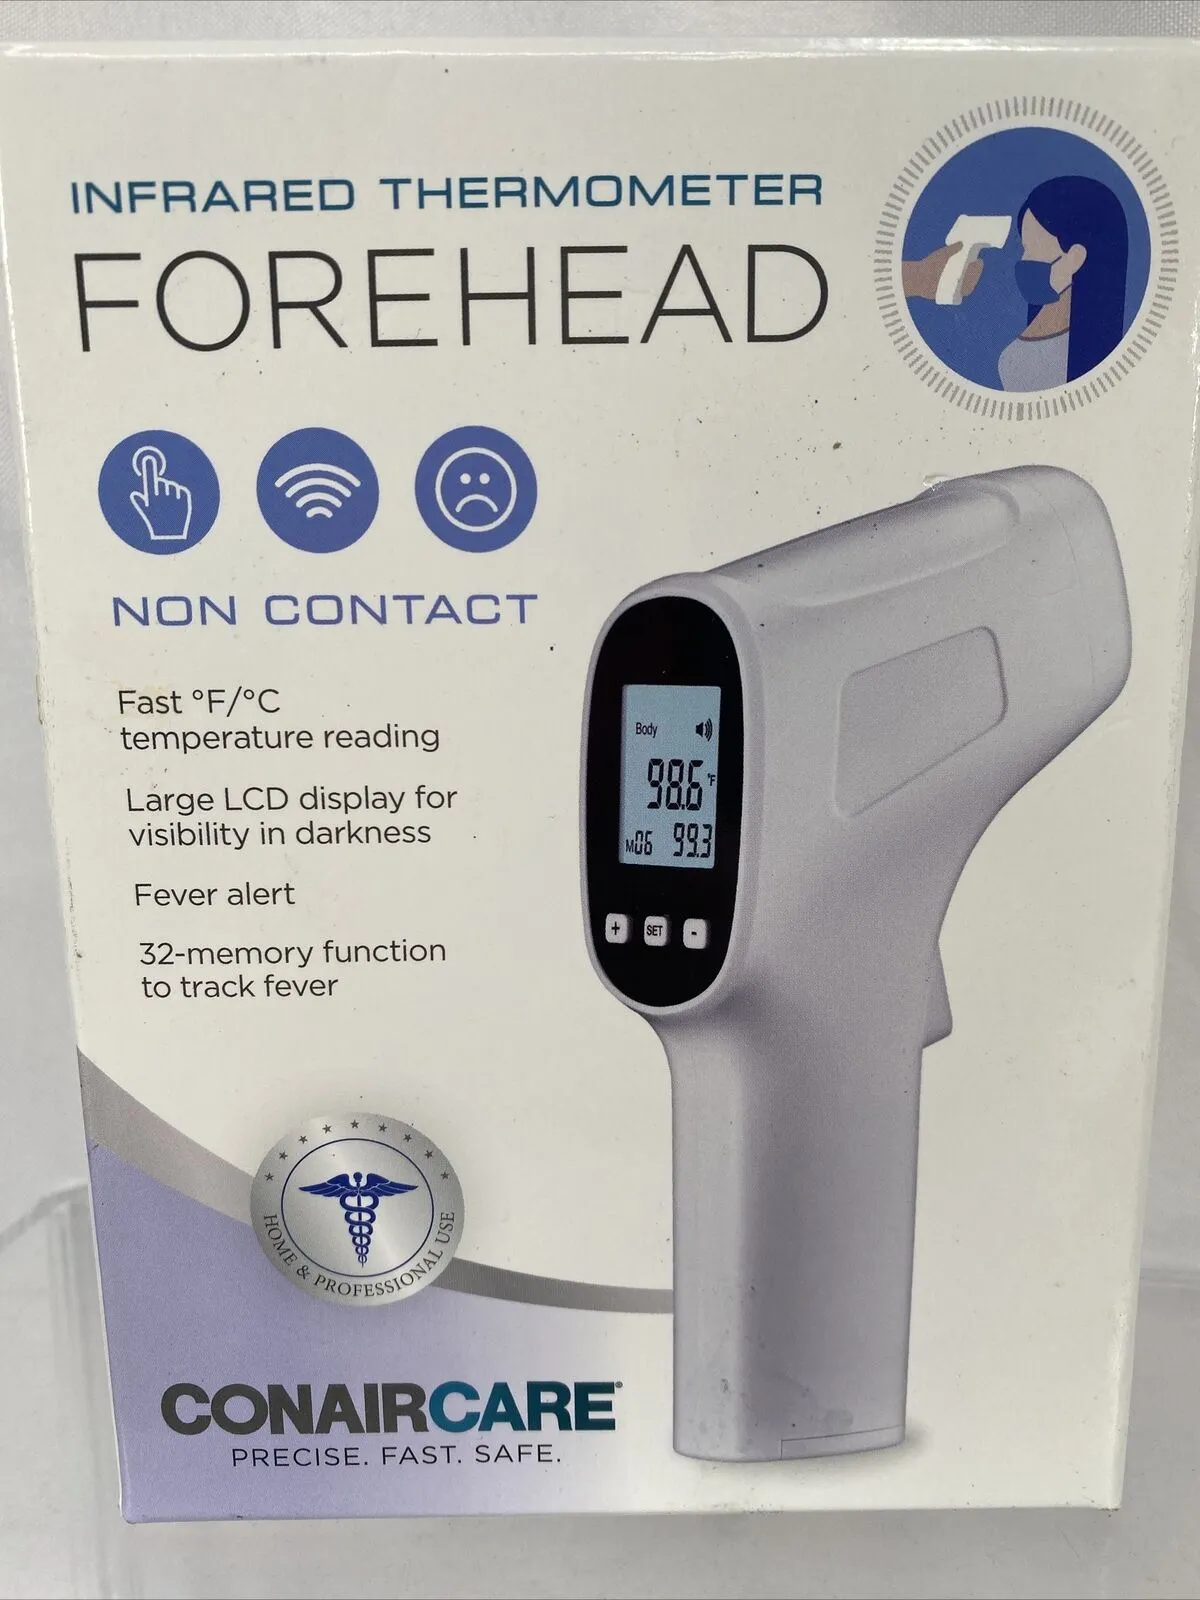 INFRARED THERMOMETER
FOREHEAD
NON CONTACT
Fast °F/°C
temperature reading
Large LCD display for
visibility in darkness
Fever alert
32-memory function
to track fever
Body
98.6 °F
M06 99.3
+ SET -
HOME & PROFESSIONAL USE
CONAIRCARE®
PRECISE. FAST. SAFE.